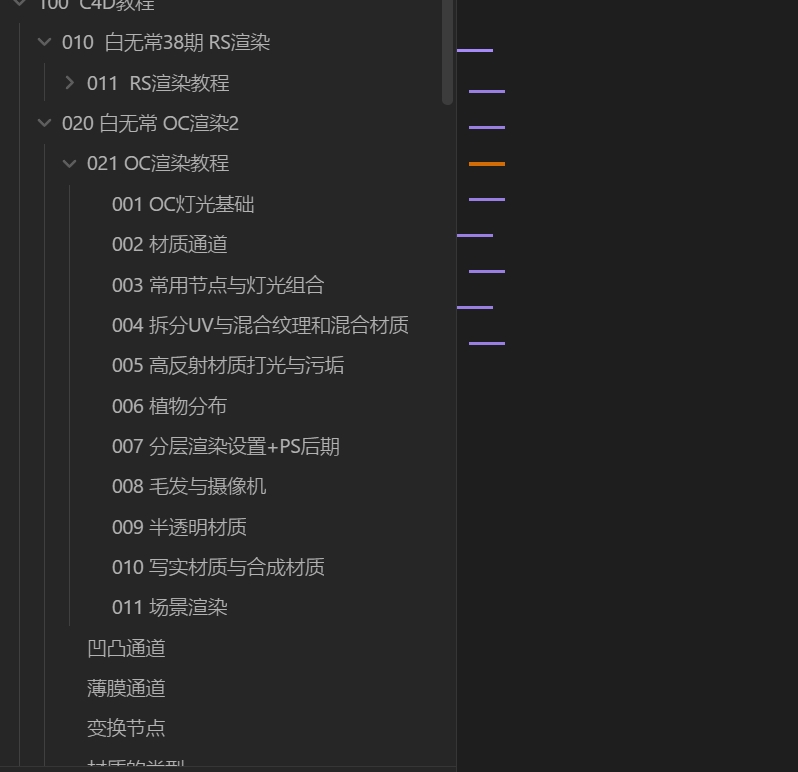 100 C4D教程
010 白无常38期 RS渲染
011 RS渲染教程
020 白无常 OC渲染2
021 OC渲染教程
001 OC灯光基础
002 材质通道
003 常用节点与灯光组合
004 拆分UV与混合纹理和混合材质
005 高反射材质打光与污垢
006 植物分布
007 分层渲染设置+PS后期
008 毛发与摄像机
009 半透明材质
010 写实材质与合成材质
011 场景渲染
凹凸通道
薄膜通道
变换节点
材质的类型